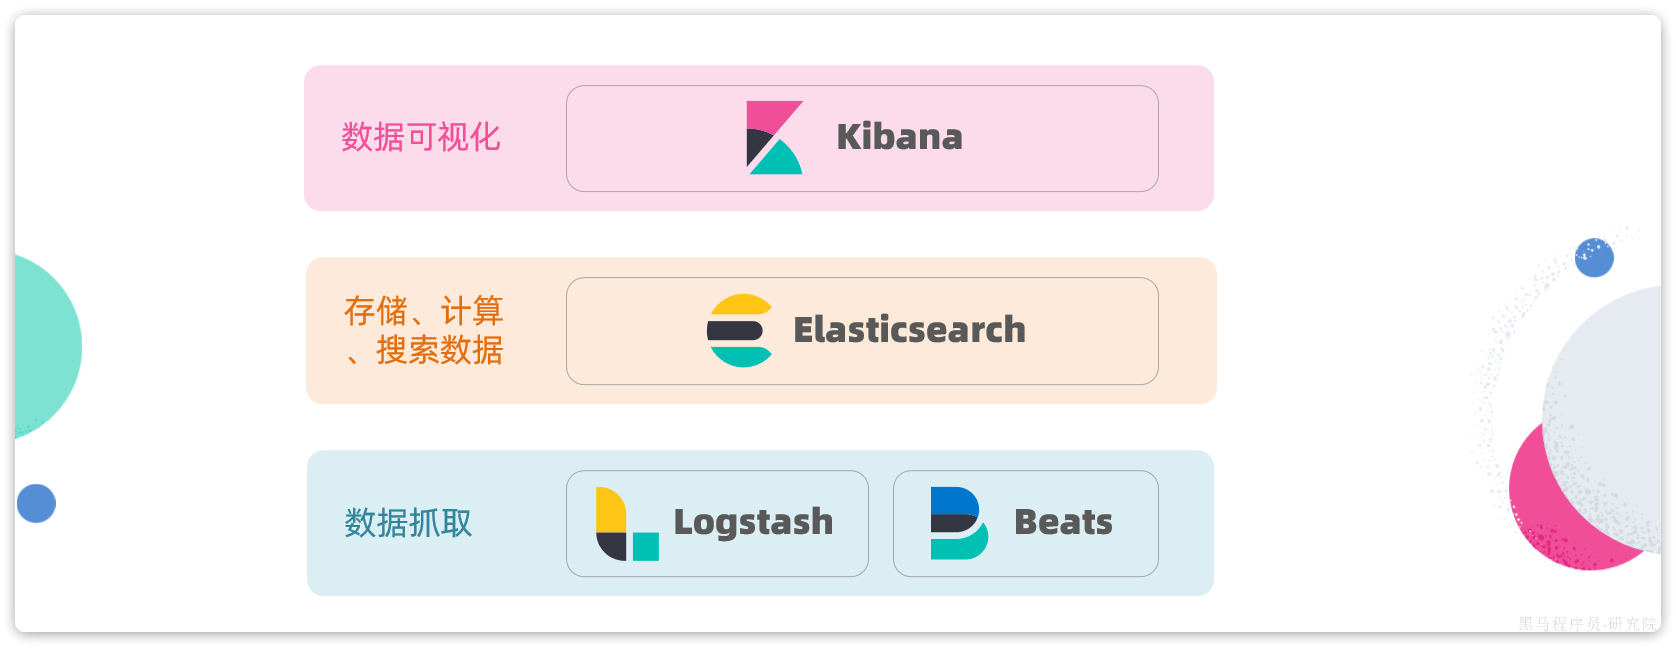 数据可视化
Kibana
存储、计算
、搜索数据
Elasticsearch
数据抓取
Logstash
Beats
黑马程序员-研究院